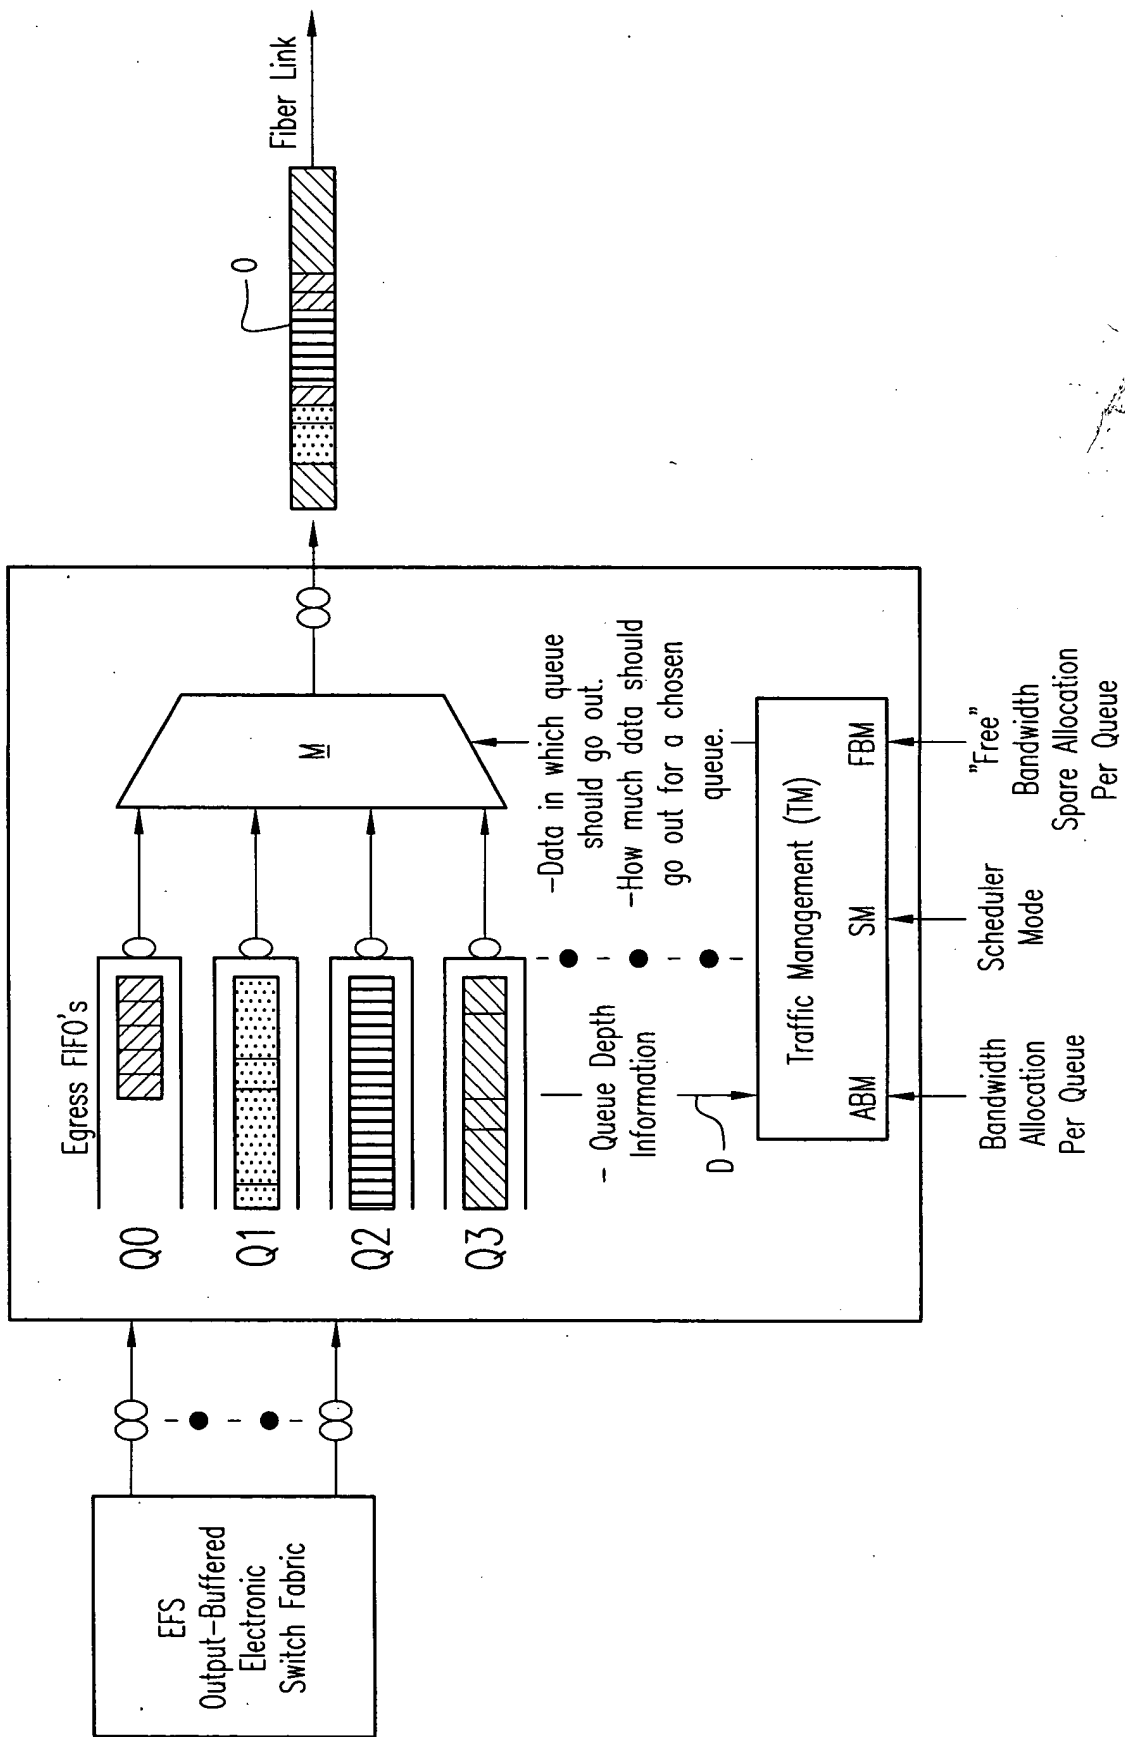 EFS
Output-Buffered
Electronic
Switch Fabric
Egress FIFO's
Q0
Q1
Q2
Q3
M
O
Fiber Link
- Queue Depth
Information
D
-Data in which queue
should go out.
-How much data should
go out for a chosen
queue.
Traffic Management (TM)
ABM
SM
FBM
Bandwidth
Allocation
Per Queue
Scheduler
Mode
"Free"
Bandwidth
Spare Allocation
Per Queue